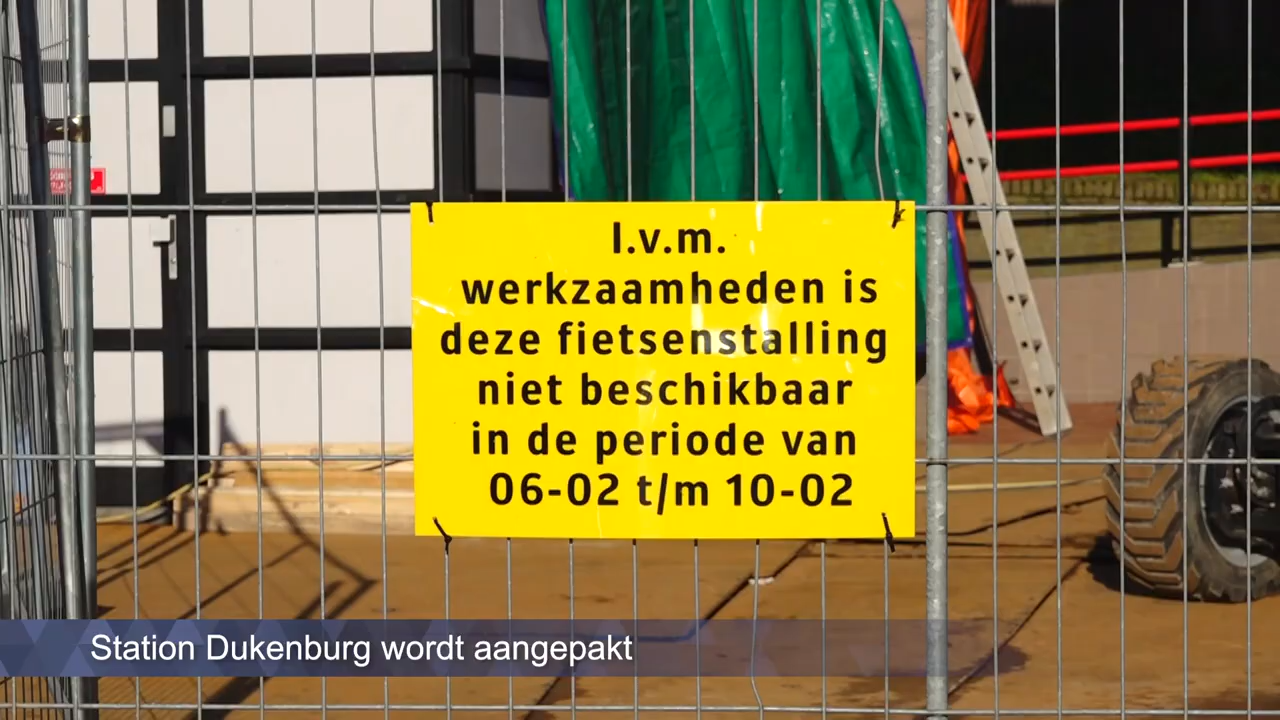 I.v.m.
werkzaamheden is
deze fietsenstalling
niet beschikbaar
in de periode van
06-02 t/m 10-02
Station Dukenburg wordt aangepakt